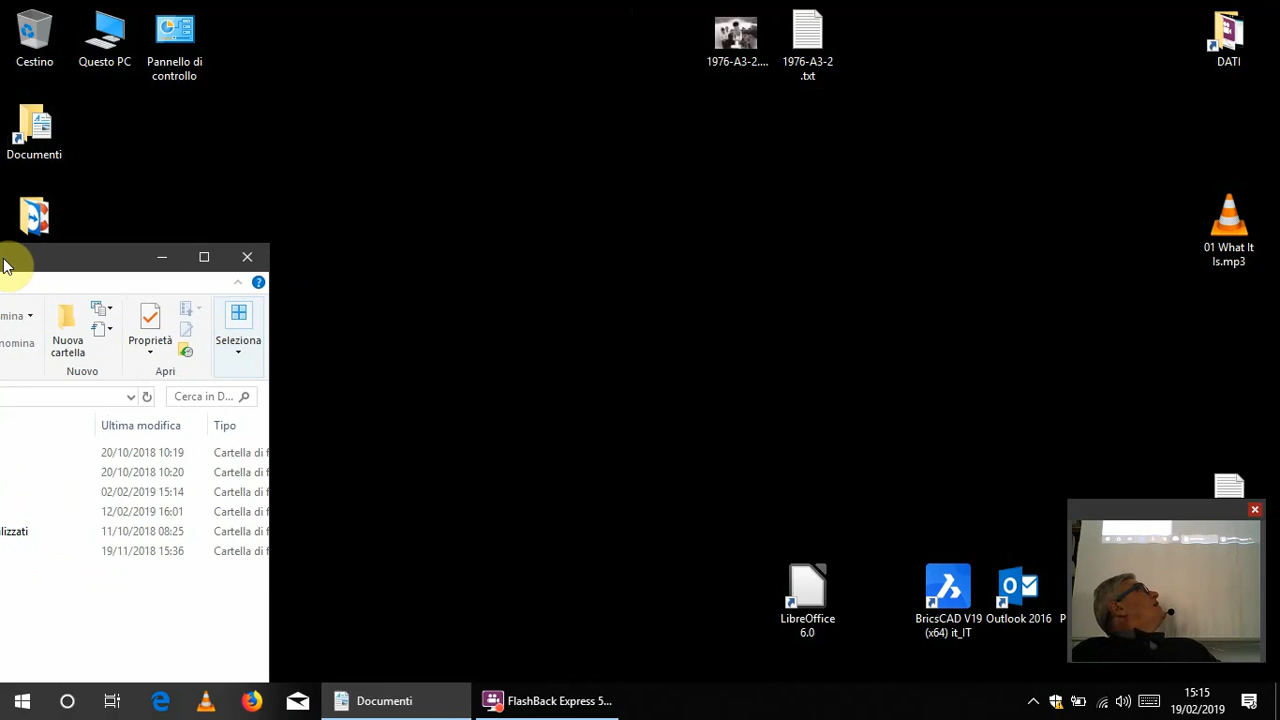 Cestino
Questo PC
Pannello di
controllo
1976-A3-2....
1976-A3-2
.txt
DATI
Documenti
01 What It
Is.mp3
mina
nomina
Nuova
cartella
Proprietà
Seleziona
Nuovo
Apri
Cerca in D...
Ultima modifica
Tipo
20/10/2018 10:19
Cartella di f
20/10/2018 10:20
Cartella di f
02/02/2019 15:14
Cartella di f
12/02/2019 16:01
Cartella di f
lizzati
11/10/2018 08:25
Cartella di f
19/11/2018 15:36
Cartella di f
LibreOffice
6.0
BricsCAD V19
(x64) it_IT
Outlook 2016
P
Documenti
FlashBack Express 5...
15:15
19/02/2019